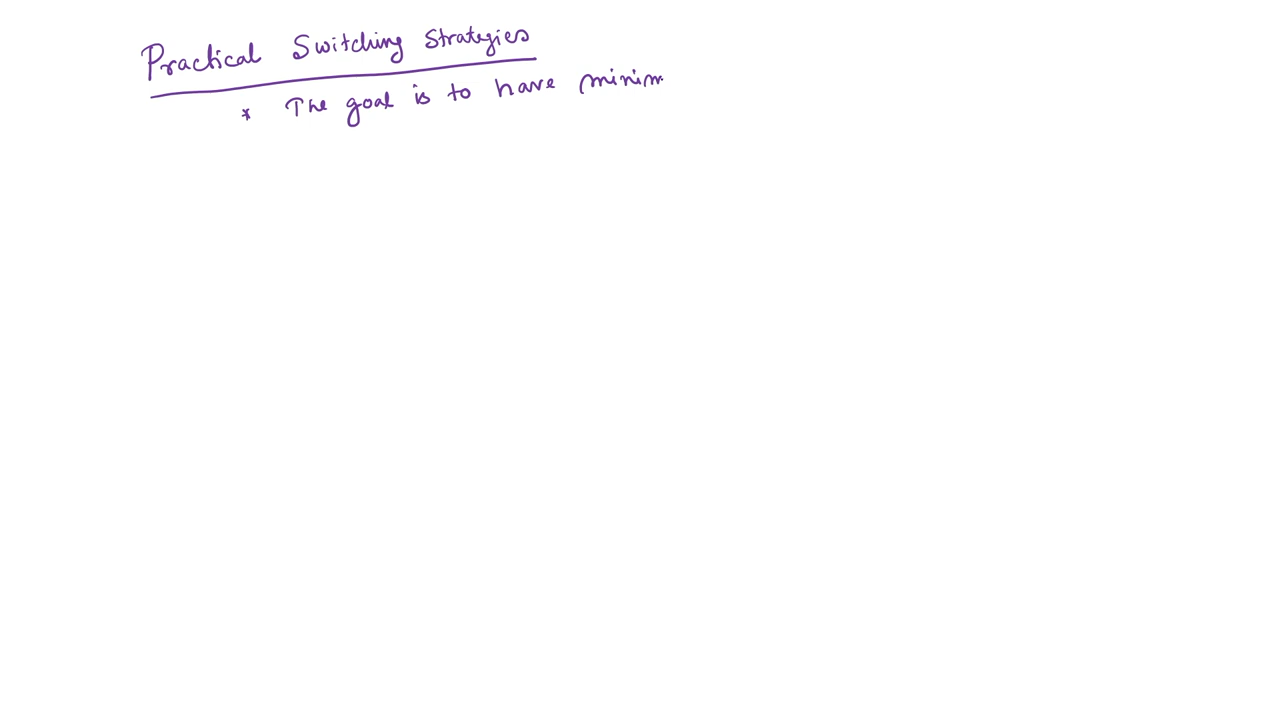 Practical Switching Strategies
* The goal is to have minim